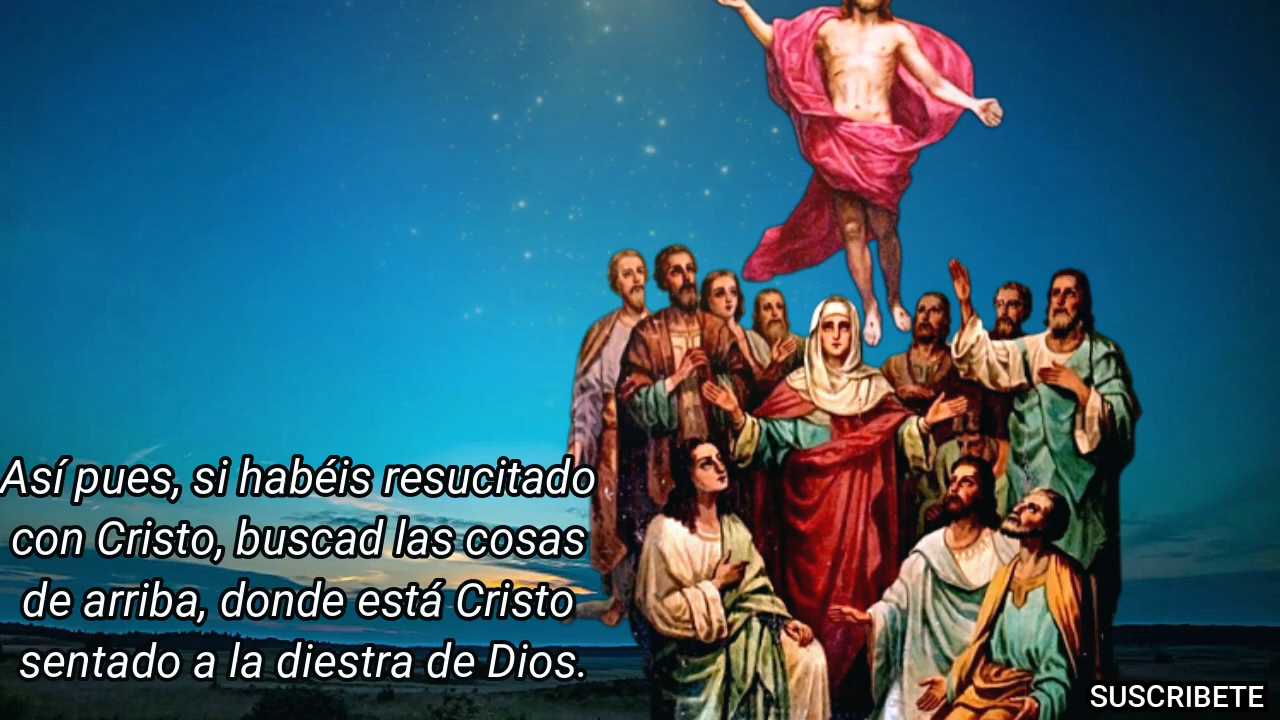 Así pues, si habéis resucitado
con Cristo, buscad las cosas
de arriba, donde está Cristo
sentado a la diestra de Dios.
SUSCRIBETE